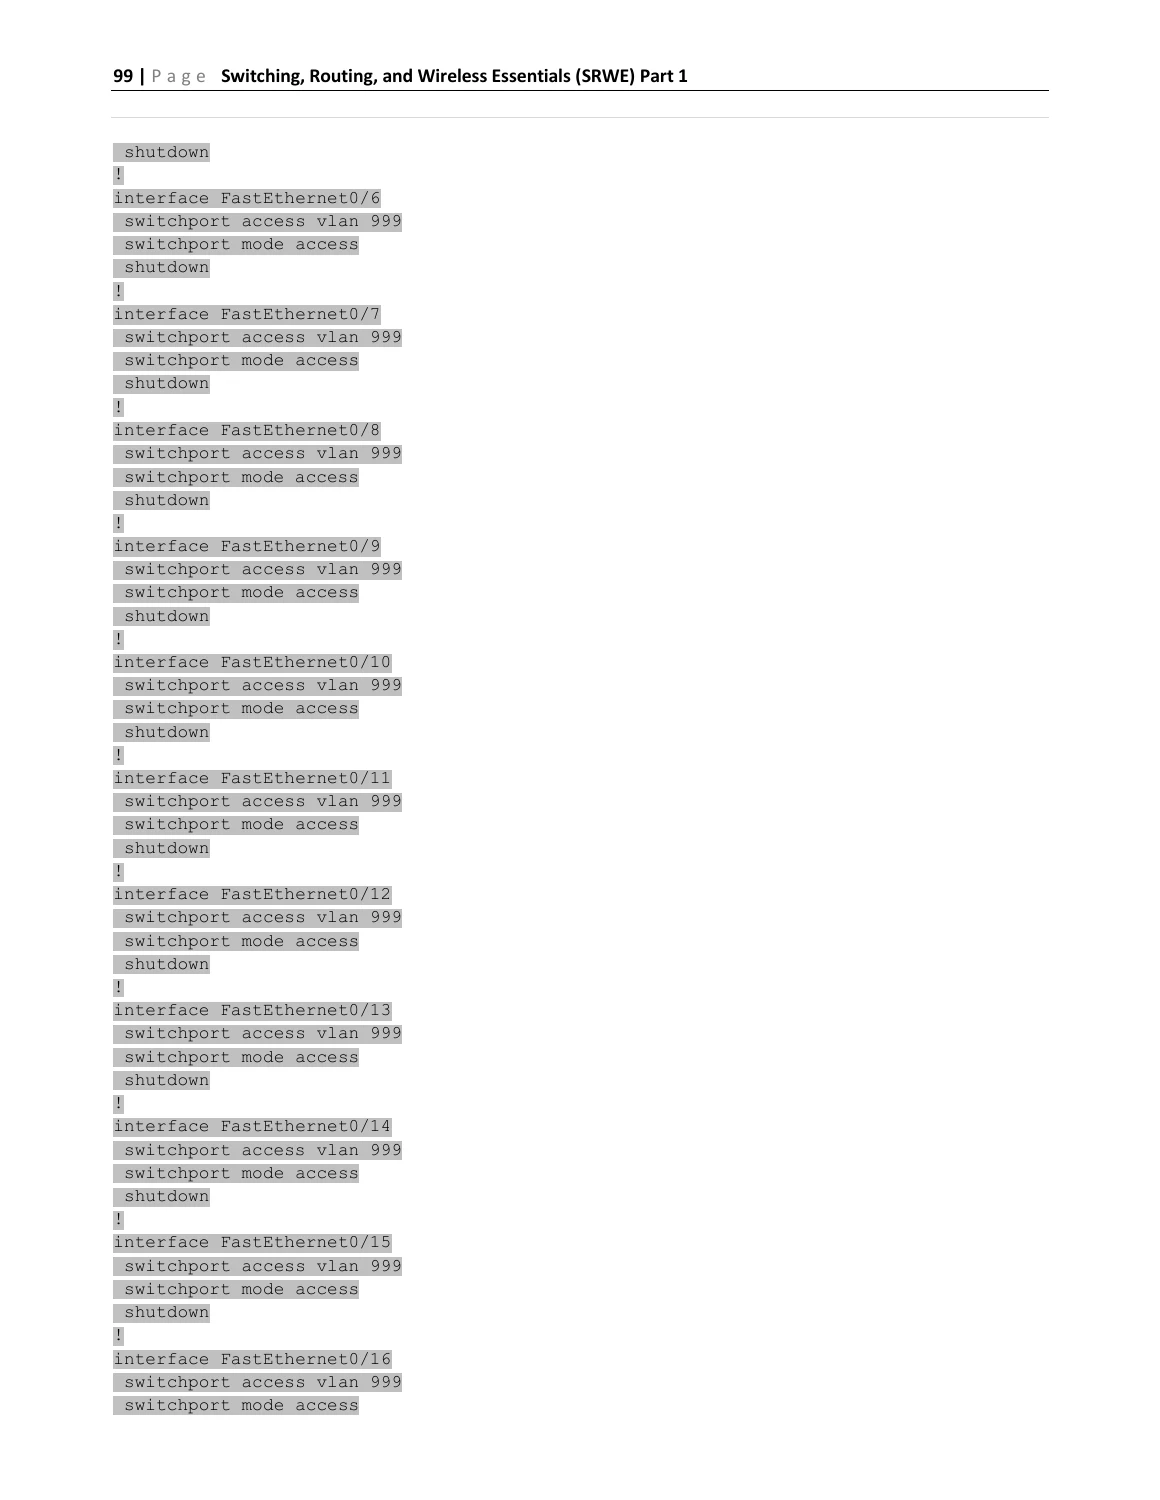 99 | Page Switching, Routing, and Wireless Essentials (SRWE) Part 1
 shutdown
!
interface FastEthernet0/6
 switchport access vlan 999
 switchport mode access
 shutdown
!
interface FastEthernet0/7
 switchport access vlan 999
 switchport mode access
 shutdown
!
interface FastEthernet0/8
 switchport access vlan 999
 switchport mode access
 shutdown
!
interface FastEthernet0/9
 switchport access vlan 999
 switchport mode access
 shutdown
!
interface FastEthernet0/10
 switchport access vlan 999
 switchport mode access
 shutdown
!
interface FastEthernet0/11
 switchport access vlan 999
 switchport mode access
 shutdown
!
interface FastEthernet0/12
 switchport access vlan 999
 switchport mode access
 shutdown
!
interface FastEthernet0/13
 switchport access vlan 999
 switchport mode access
 shutdown
!
interface FastEthernet0/14
 switchport access vlan 999
 switchport mode access
 shutdown
!
interface FastEthernet0/15
 switchport access vlan 999
 switchport mode access
 shutdown
!
interface FastEthernet0/16
 switchport access vlan 999
 switchport mode access